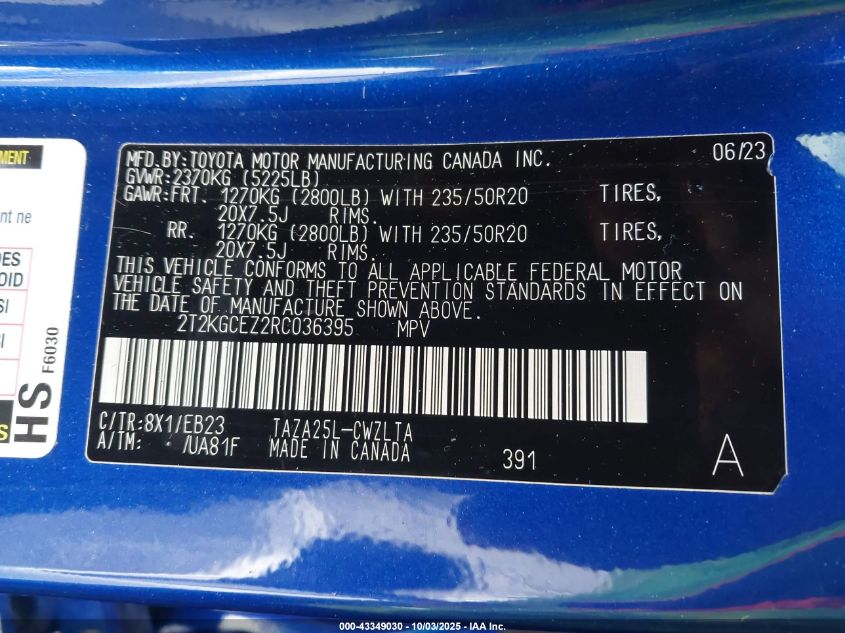 MFD.BY:TOYOTA MOTOR MANUFACTURING CANADA INC. 06/23
GVWR:2370KG (5225LB)
GAWR:FRT. 1270KG (2800LB) WITH 235/50R20 TIRES,
20X7.5J RIMS.
RR. 1270KG (2800LB) WITH 235/50R20 TIRES,
20X7.5J RIMS.
THIS VEHICLE CONFORMS TO ALL APPLICABLE FEDERAL MOTOR
VEHICLE SAFETY AND THEFT PREVENTION STANDARDS IN EFFECT ON
THE DATE OF MANUFACTURE SHOWN ABOVE.
2T2KGCEZ2RC036395 MPV
C/TR:8X1/EB23 TAZA25L-CWZLTA
A/TM: /UA81F MADE IN CANADA
391 A
HS F6030
000-43349030 - 10/03/2025 - IAA Inc.